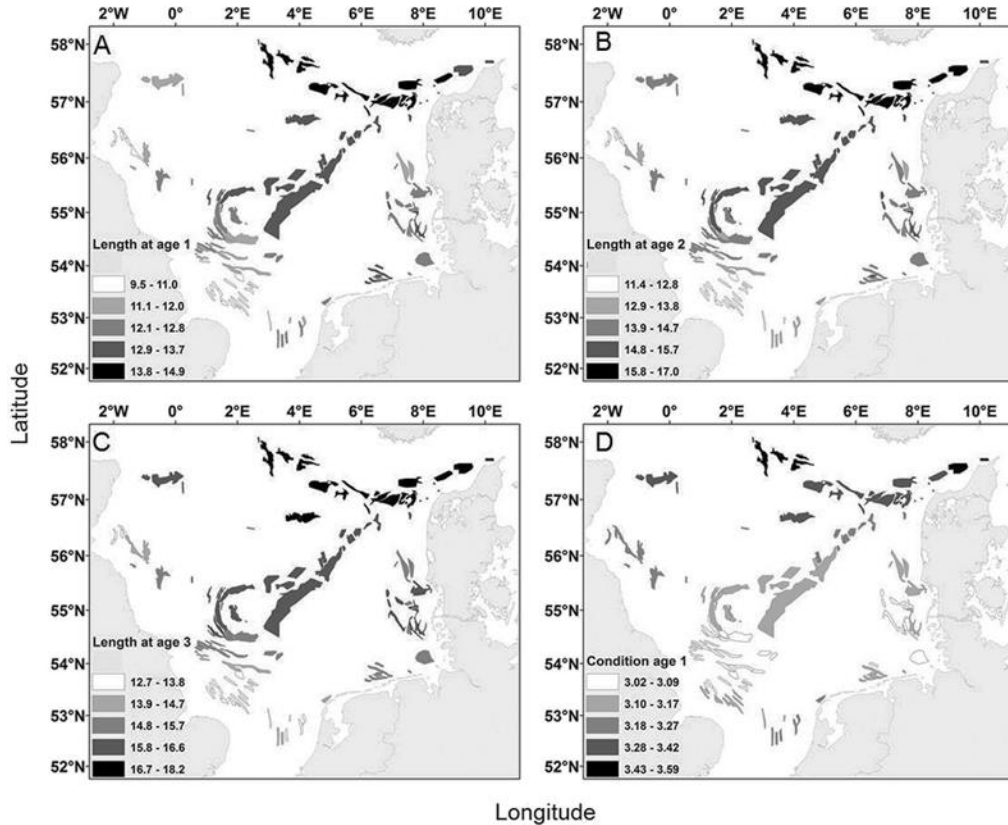 2°W 0° 2°E 4°E 6°E 8°E 10°E
2°W 0° 2°E 4°E 6°E 8°E 10°E
A
B
58°N
58°N
57°N
57°N
56°N
56°N
55°N
55°N
54°N
54°N
53°N
53°N
52°N
52°N
Length at age 1
9.5 - 11.0
11.1 - 12.0
12.1 - 12.8
12.9 - 13.7
13.8 - 14.9
Length at age 2
11.4 - 12.8
12.9 - 13.8
13.9 - 14.7
14.8 - 15.7
15.8 - 17.0
Latitude
2°W 0° 2°E 4°E 6°E 8°E 10°E
2°W 0° 2°E 4°E 6°E 8°E 10°E
C
D
58°N
58°N
57°N
57°N
56°N
56°N
55°N
55°N
54°N
54°N
53°N
53°N
52°N
52°N
Length at age 3
12.7 - 13.8
13.9 - 14.7
14.8 - 15.7
15.8 - 16.6
16.7 - 18.2
Condition age 1
3.02 - 3.09
3.10 - 3.17
3.18 - 3.27
3.28 - 3.42
3.43 - 3.59
Longitude